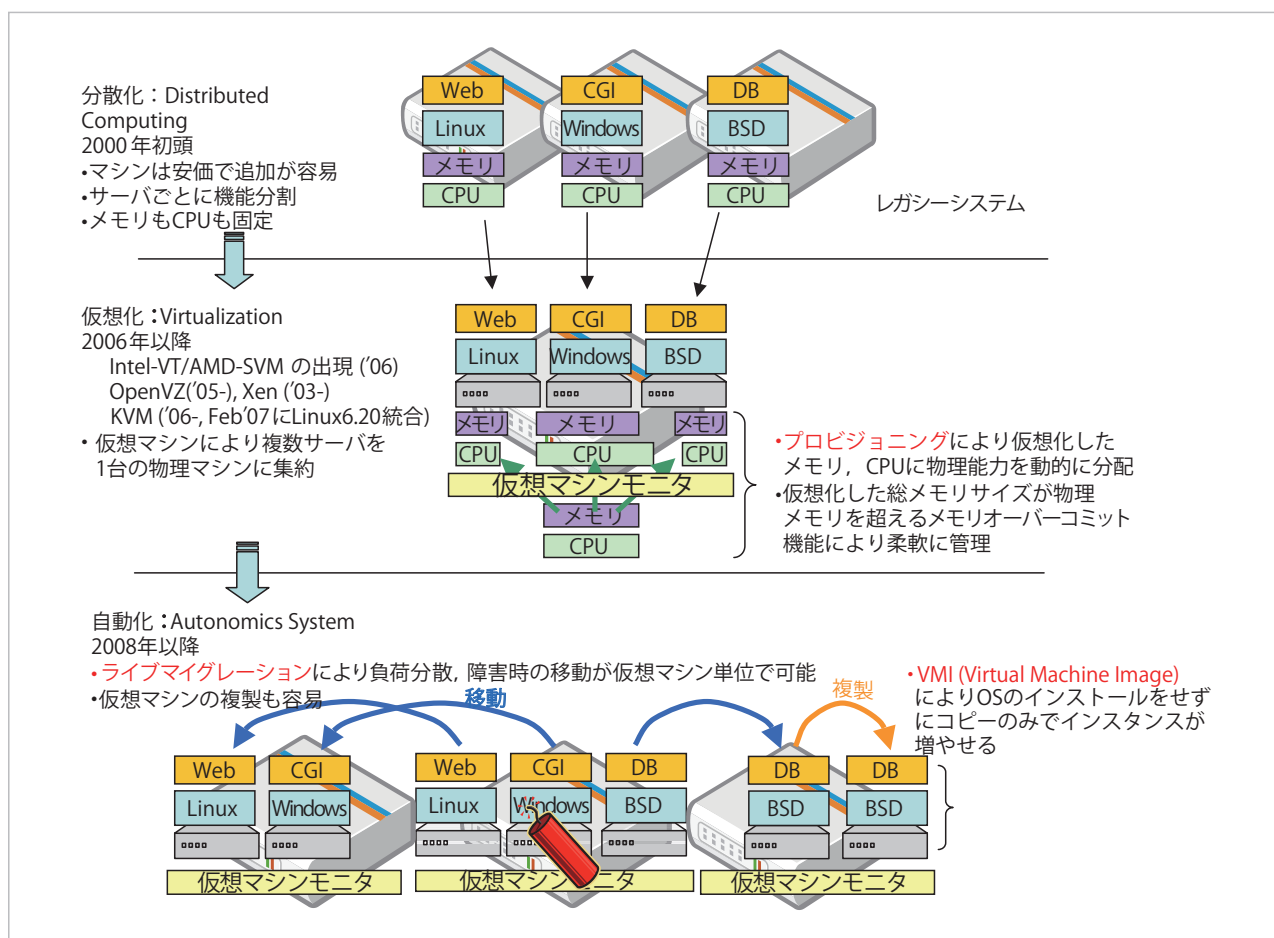 分散化：Distributed
Computing
2000年初頭
•マシンは安価で追加が容易
•サーバごとに機能分割
•メモリもCPUも固定
Web CGI DB
Linux Windows BSD
メモリ メモリ メモリ
CPU CPU CPU
レガシーシステム
仮想化：Virtualization
2006年以降
Intel-VT/AMD-SVM の出現 ('06)
OpenVZ('05-), Xen ('03-)
KVM ('06-, Feb'07にLinux6.20統合)
• 仮想マシンにより複数サーバを
1台の物理マシンに集約
Web CGI DB
Linux Windows BSD
メモリ メモリ メモリ
CPU CPU CPU
仮想マシンモニタ
メモリ
CPU
•プロビジョニングにより仮想化した
メモリ，CPUに物理能力を動的に分配
•仮想化した総メモリサイズが物理
メモリを超えるメモリオーバーコミット
機能により柔軟に管理
自動化：Autonomics System
2008年以降
•ライブマイグレーションにより負荷分散，障害時の移動が仮想マシン単位で可能
•仮想マシンの複製も容易
移動
複製
•VMI (Virtual Machine Image)
によりOSのインストールをせず
にコピーのみでインスタンスが
増やせる
Web CGI
Linux Windows
仮想マシンモニタ
Web CGI DB
Linux Windows BSD
仮想マシンモニタ
DB DB
BSD BSD
仮想マシンモニタ